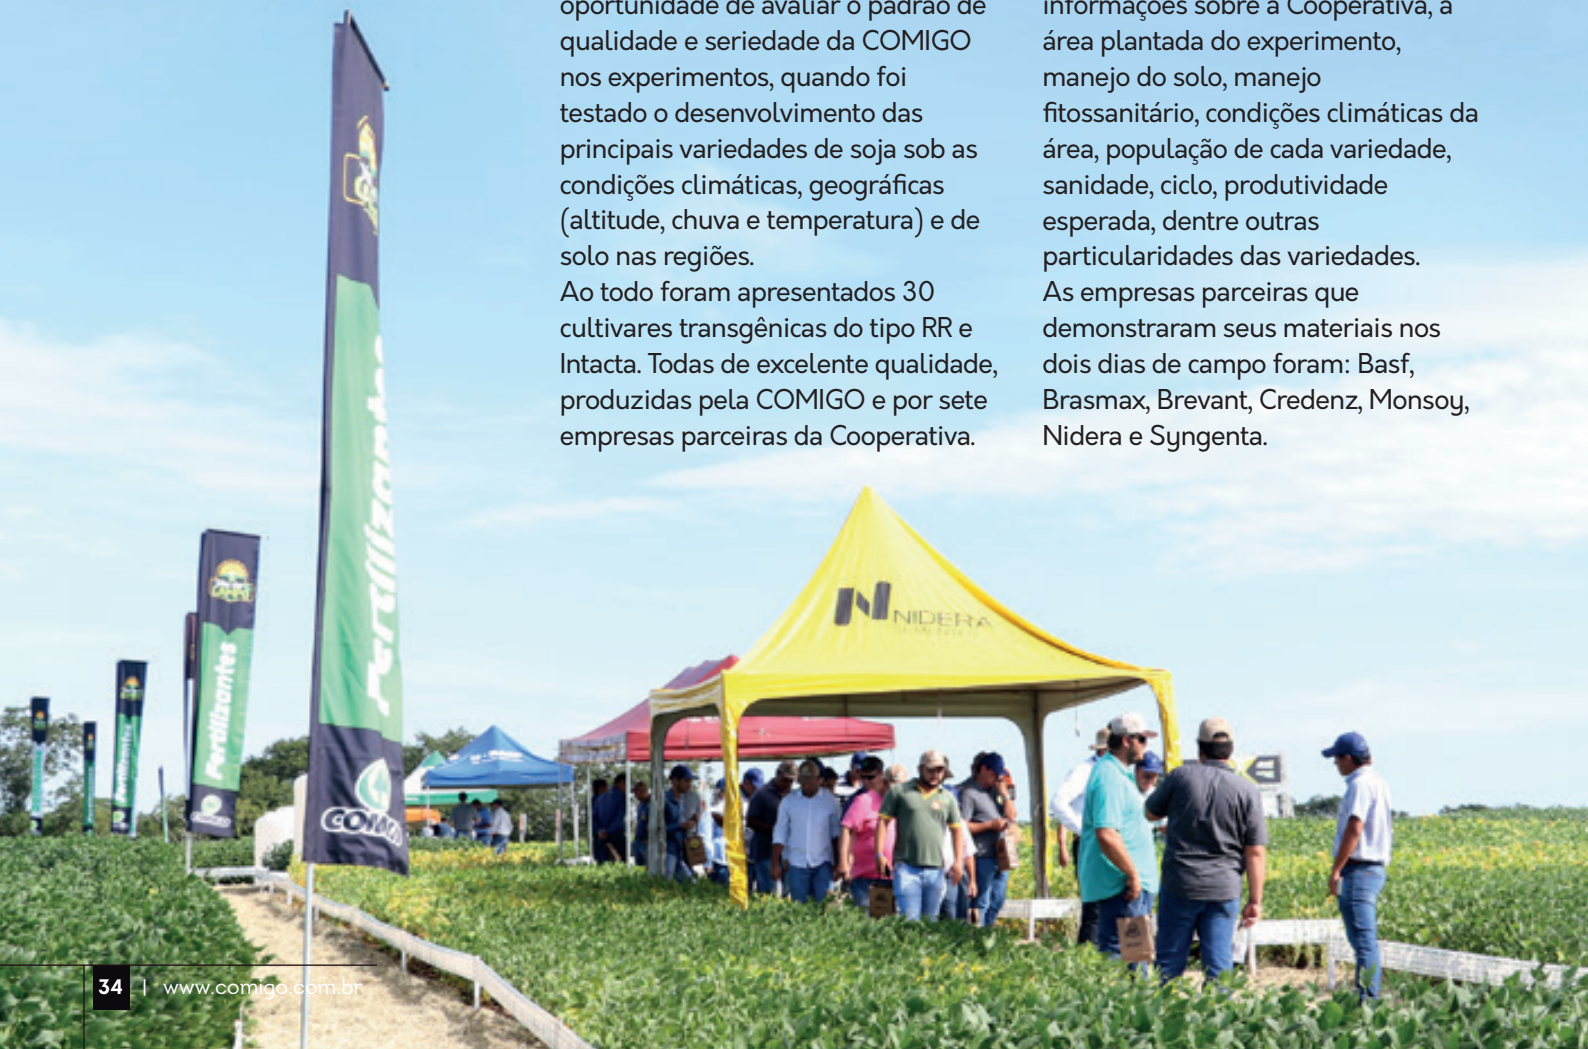 oportunidade de avaliar o padrão de
qualidade e seriedade da COMIGO
nos experimentos, quando foi
testado o desenvolvimento das
principais variedades de soja sob as
condições climáticas, geográficas
(altitude, chuva e temperatura) e de
solo nas regiões.
Ao todo foram apresentados 30
cultivares transgênicas do tipo RR e
Intacta. Todas de excelente qualidade,
produzidas pela COMIGO e por sete
empresas parceiras da Cooperativa.
informações sobre a Cooperativa, a
área plantada do experimento,
manejo do solo, manejo
fitossanitário, condições climáticas da
área, população de cada variedade,
sanidade, ciclo, produtividade
esperada, dentre outras
particularidades das variedades.
As empresas parceiras que
demonstraram seus materiais nos
dois dias de campo foram: Basf,
Brasmax, Brevant, Credenz, Monsoy,
Nidera e Syngenta.
Fertilizantes
COMIGO
Fertilizantes
Fertilizantes
NIDERA
34 | www.comigo.com.br